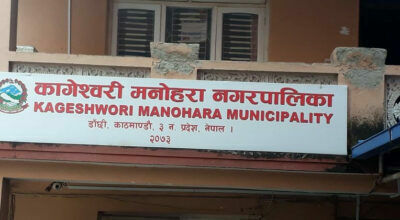 कागेश्वरी मनोहरा नगरपालिका
KAGESHWORI MANOHARA MUNICIPALITY
डाँछी, काठमाण्डौ, ३ नं प्रदेश, नेपाल ।
२०७३